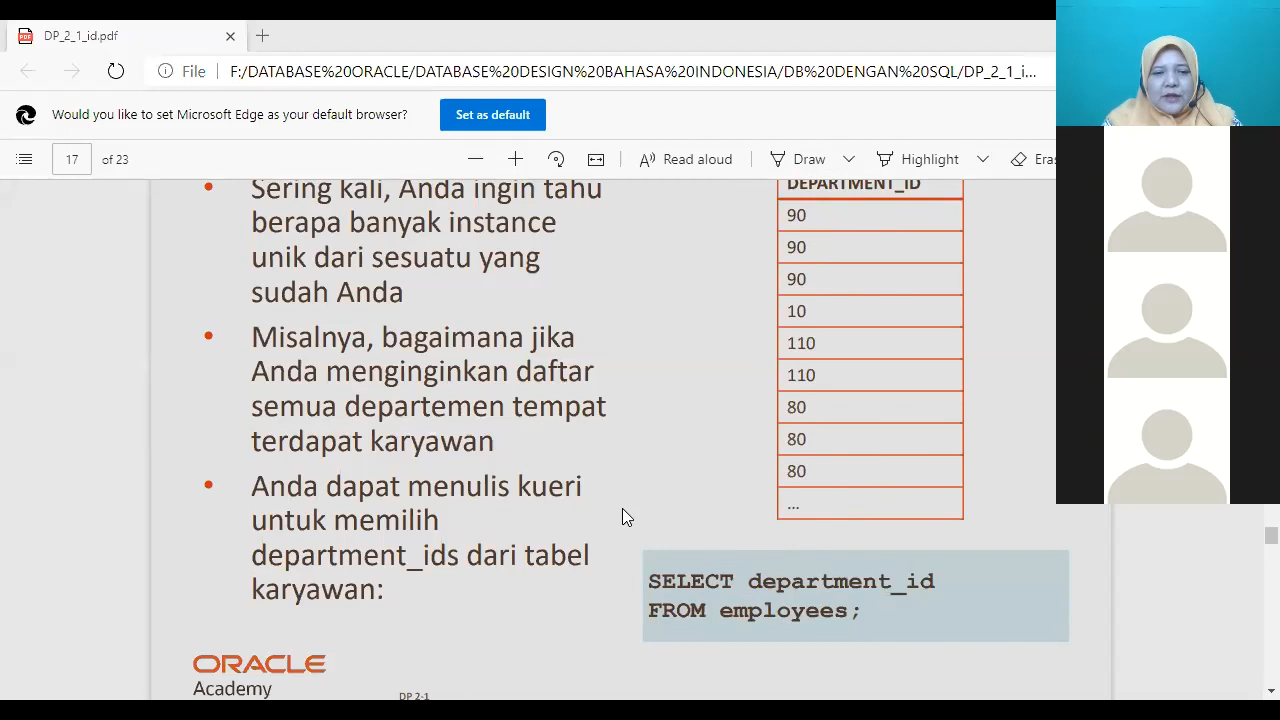 DP_2_1_id.pdf
File
F:/DATABASE%20ORACLE/DATABASE%20DESIGN%20BAHASA%20INDONESIA/DB%20DENGAN%20SQL/DP_2_1_i...
Would you like to set Microsoft Edge as your default browser?
Set as default
17 of 23
Read aloud
Draw
Highlight
Eras
• Sering kali, Anda ingin tahu
berapa banyak instance
unik dari sesuatu yang
sudah Anda
• Misalnya, bagaimana jika
Anda menginginkan daftar
semua departemen tempat
terdapat karyawan
• Anda dapat menulis kueri
untuk memilih
department_ids dari tabel
karyawan:
DEPARTMENT_ID
90
90
90
10
110
110
80
80
80
...
SELECT department_id
FROM employees;
ORACLE
Academy
DP 2-1